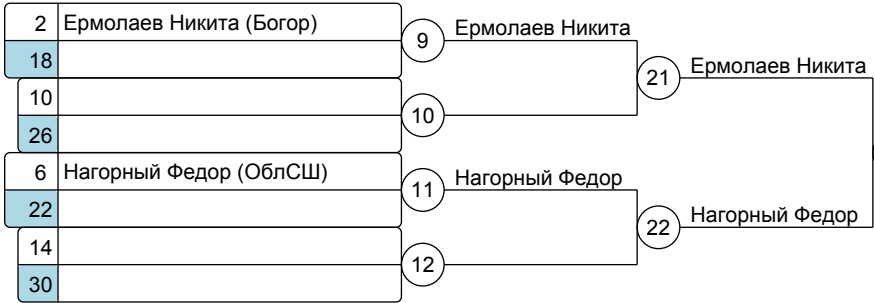 2 Ермолаев Никита (Богор)
9 Ермолаев Никита
18
21 Ермолаев Никита
10
10
26
6 Нагорный Федор (ОблСШ)
11 Нагорный Федор
22
22 Нагорный Федор
14
12
30